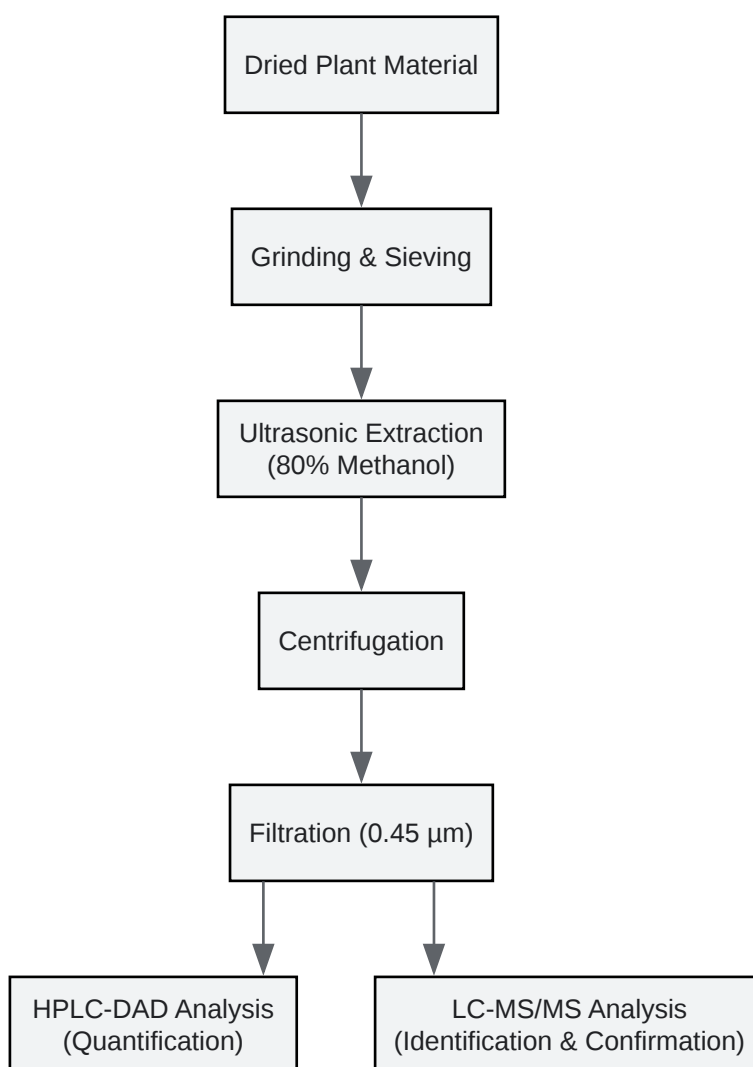 Dried Plant Material
Grinding & Sieving
Ultrasonic Extraction
(80% Methanol)
Centrifugation
Filtration (0.45 µm)
HPLC-DAD Analysis
(Quantification)
LC-MS/MS Analysis
(Identification & Confirmation)